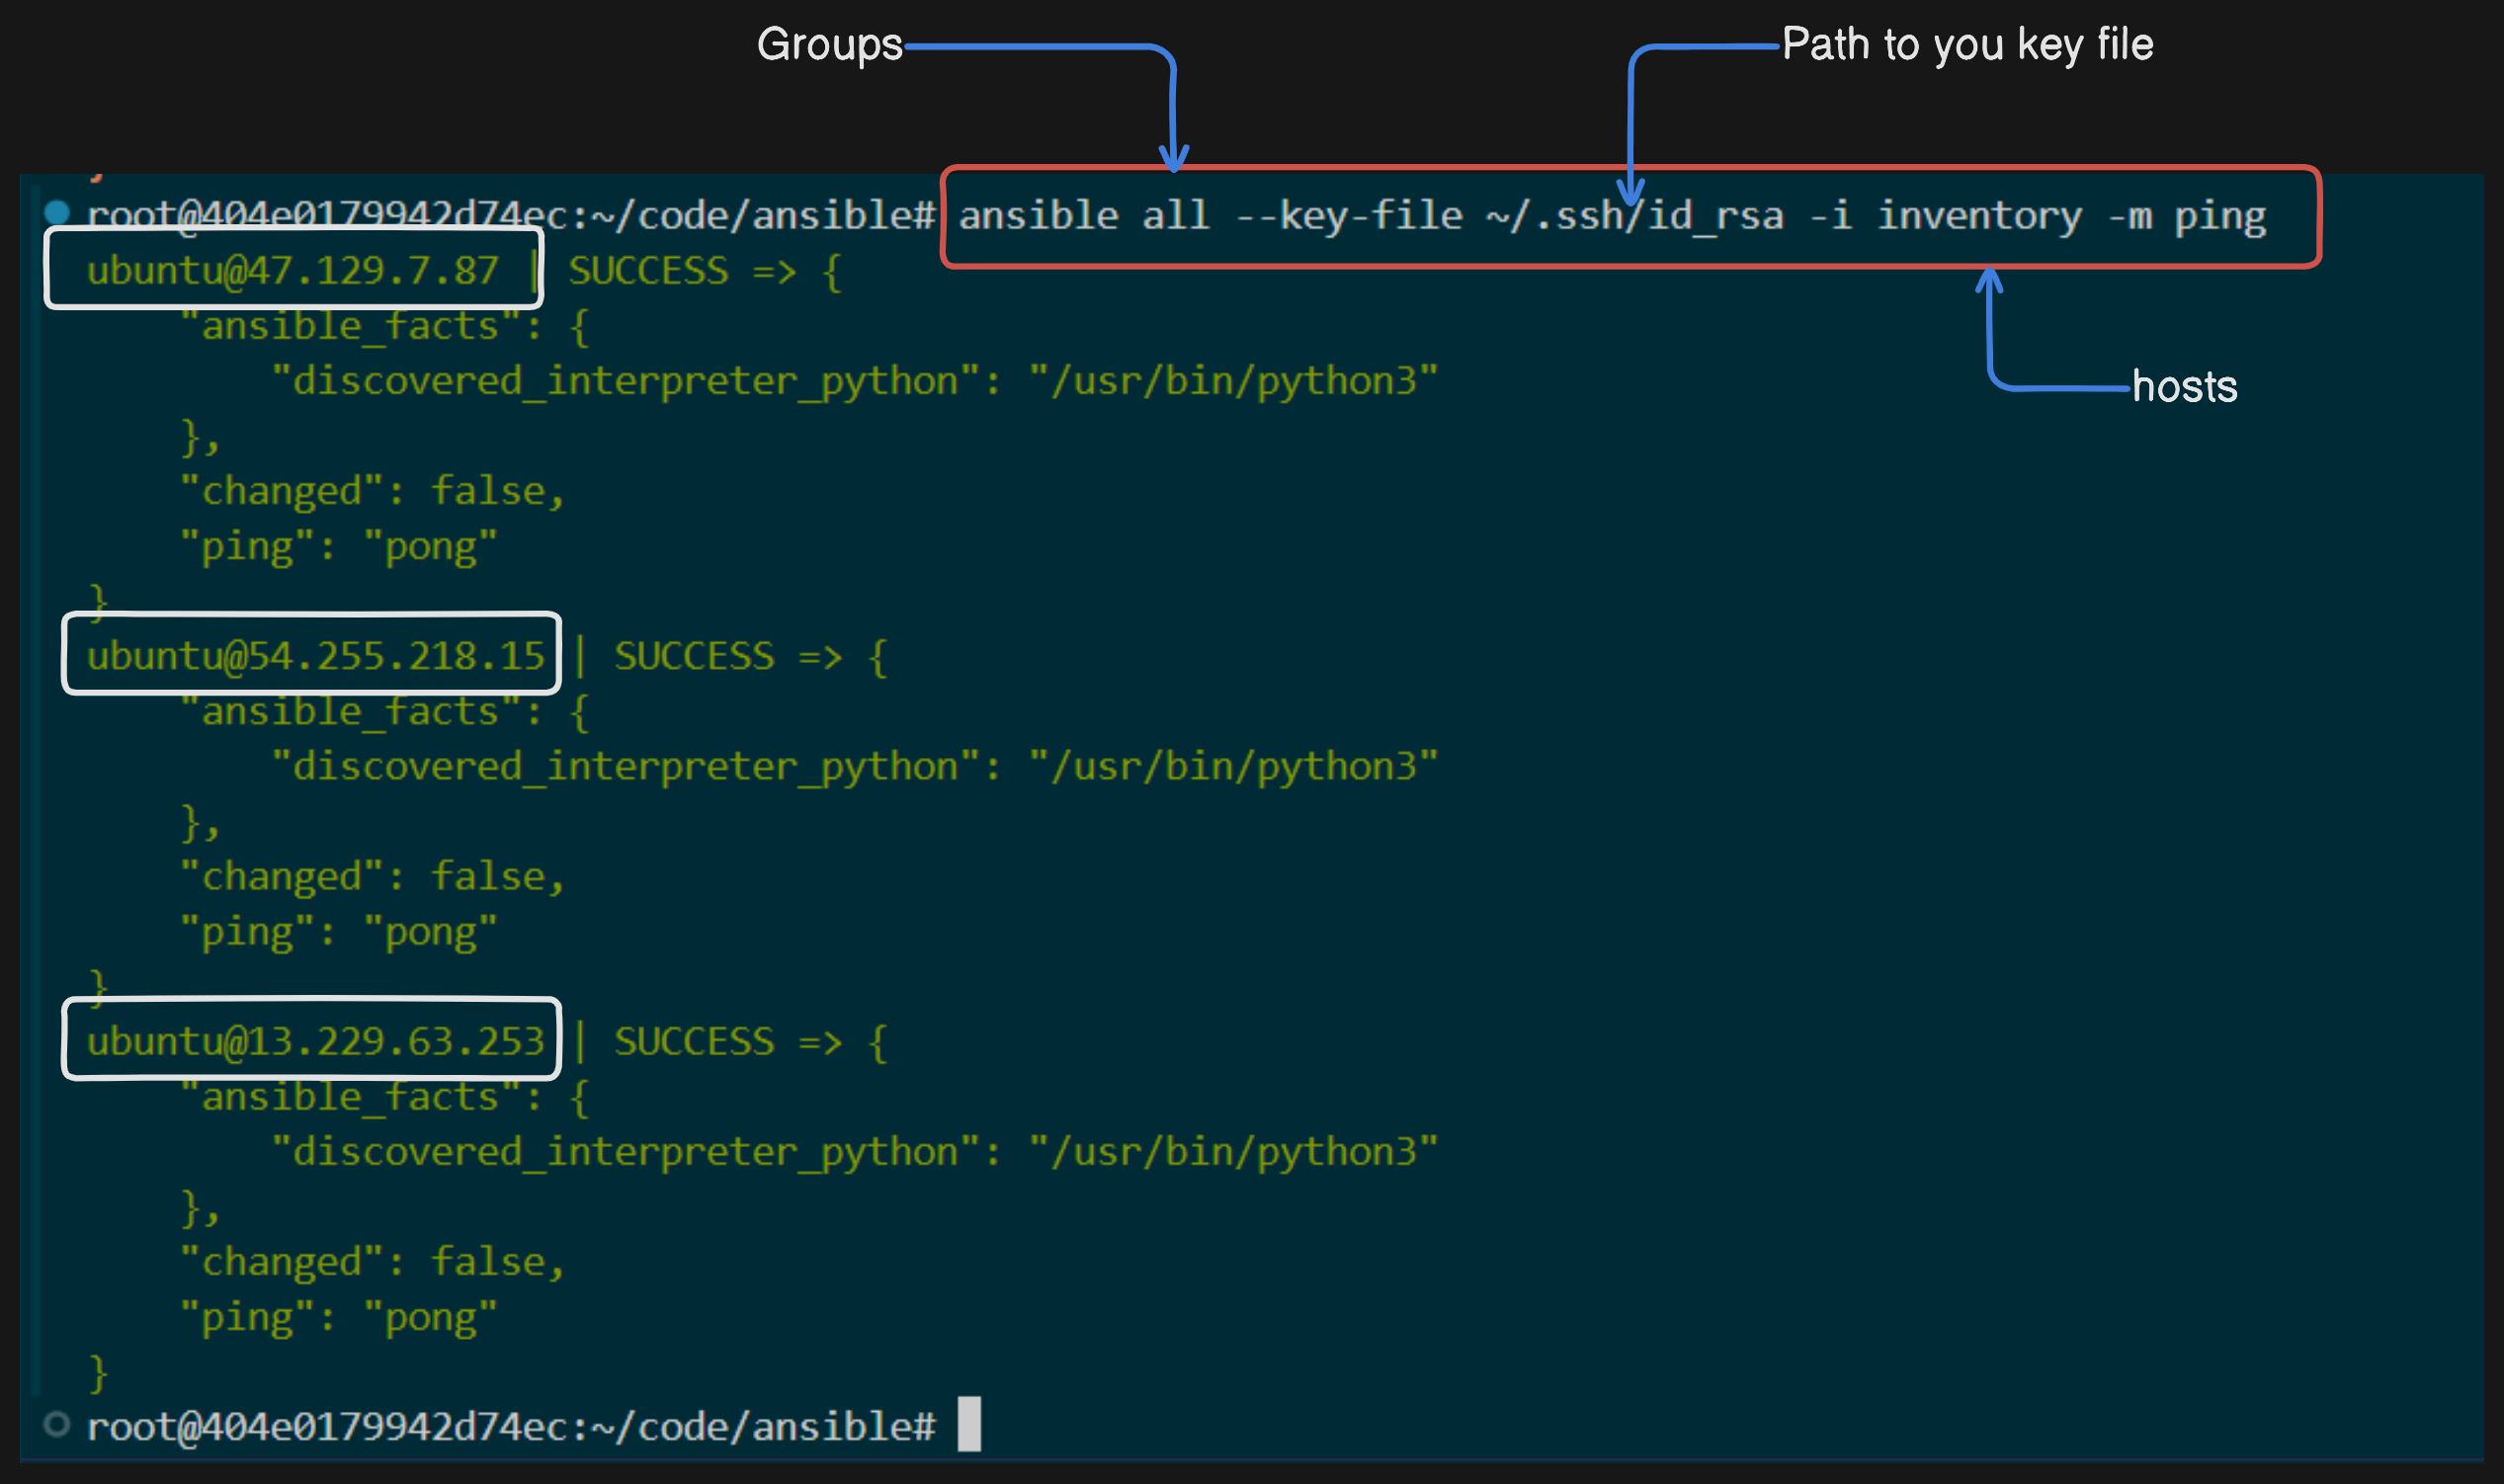 Groups
Path to you key file
root@404e0179942d74ec:~/code/ansible# ansible all --key-file ~/.ssh/id_rsa -i inventory -m ping
ubuntu@47.129.7.87 | SUCCESS => {
"ansible_facts": {
"discovered_interpreter_python": "/usr/bin/python3"
},
"changed": false,
"ping": "pong"
}
hosts
ubuntu@54.255.218.15 | SUCCESS => {
"ansible_facts": {
"discovered_interpreter_python": "/usr/bin/python3"
},
"changed": false,
"ping": "pong"
}
ubuntu@13.229.63.253 | SUCCESS => {
"ansible_facts": {
"discovered_interpreter_python": "/usr/bin/python3"
},
"changed": false,
"ping": "pong"
}
root@404e0179942d74ec:~/code/ansible#